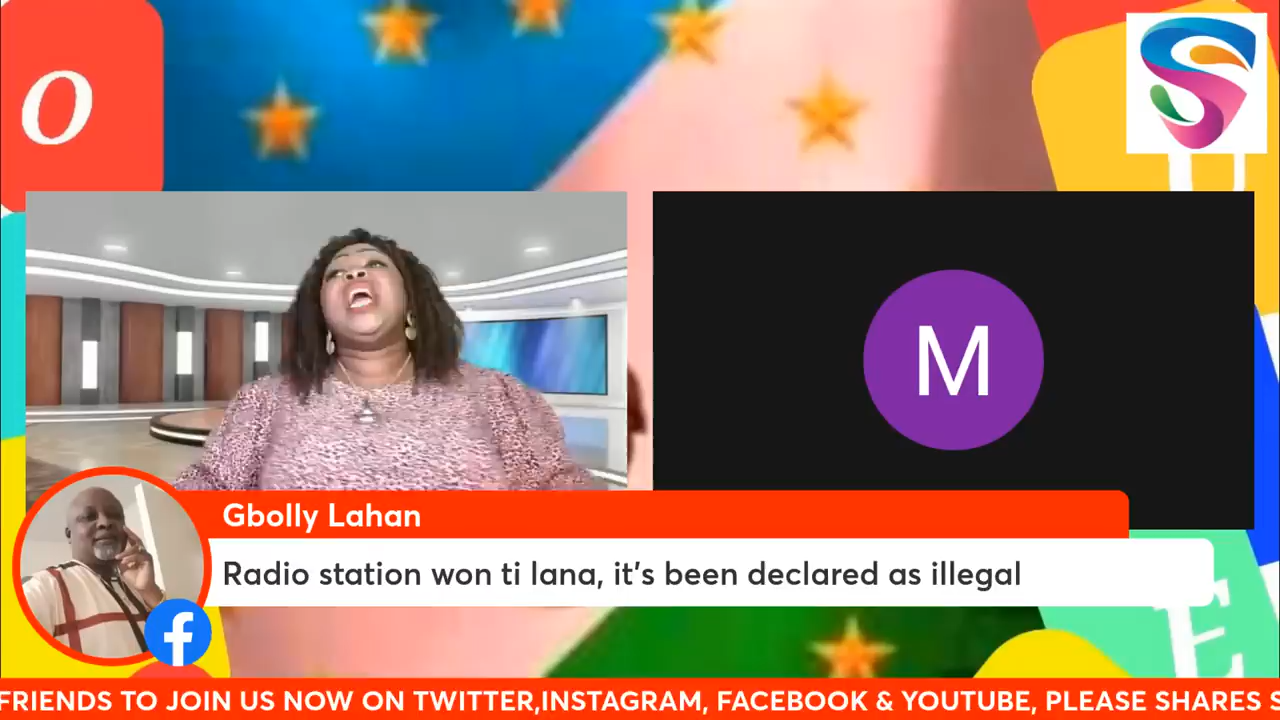 O
M
Gbolly Lahan
Radio station won ti lana, it's been declared as illegal
E
FRIENDS TO JOIN US NOW ON TWITTER,INSTAGRAM, FACEBOOK & YOUTUBE, PLEASE SHARES S